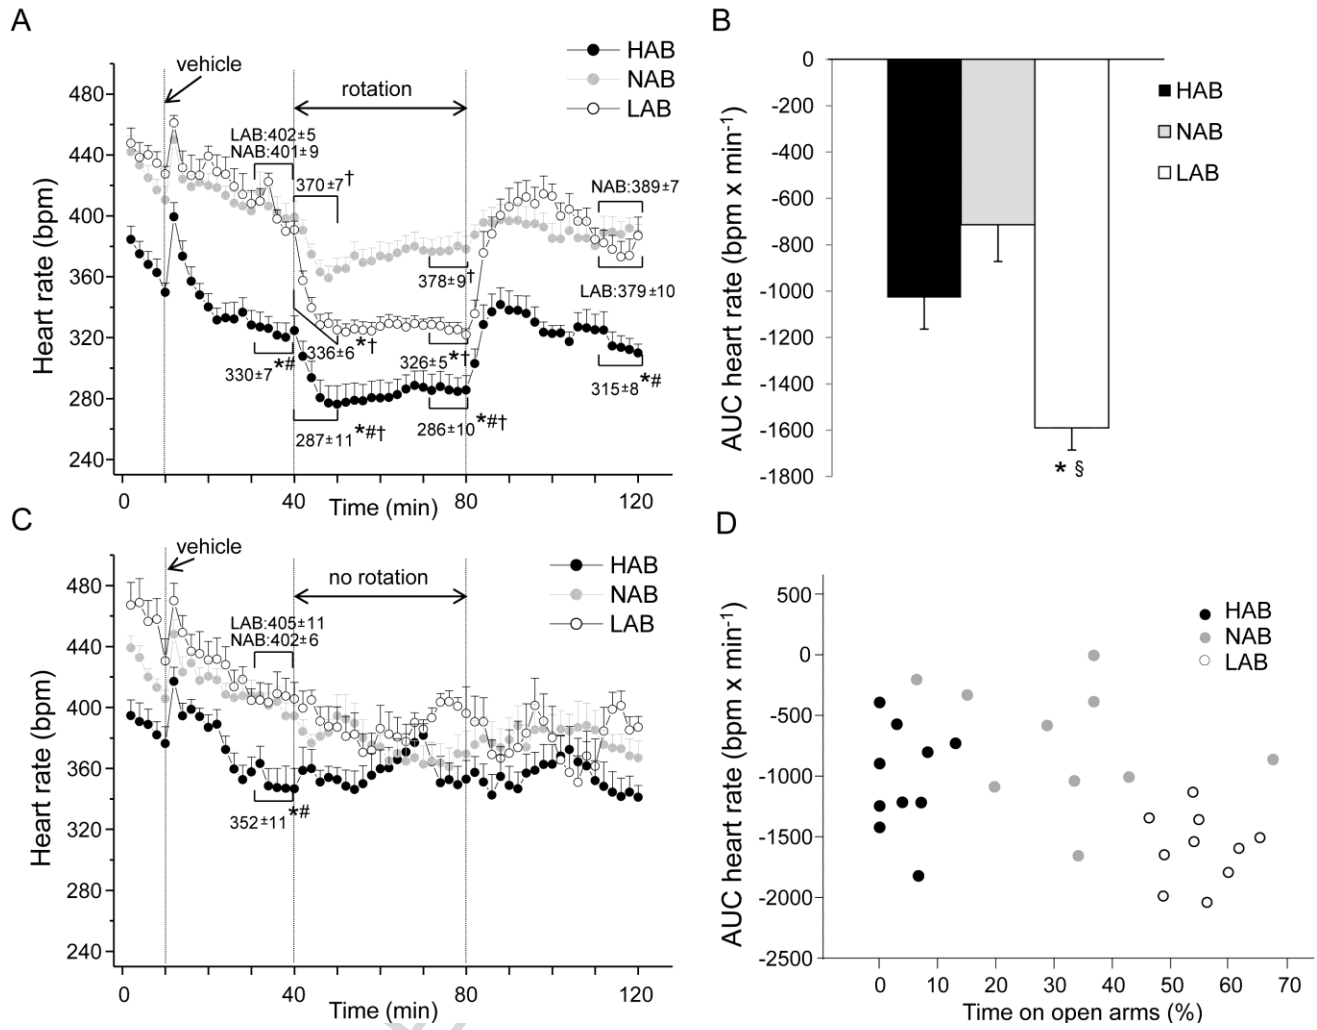 A
vehicle
HAB
NAB
LAB
rotation
LAB:402±5
NAB:401±9
370±7†
NAB:389±7
378±9†
LAB:379±10
336±6 *†
326±5 *†
330±7 *#
315±8 *#
287±11 *#†
286±10 *#†
Heart rate (bpm)
480
440
400
360
320
280
240
0 40 80 120
Time (min)
B
0
-200
-400
-600
-800
-1000
-1200
-1400
-1600
-1800
AUC heart rate (bpm x min-1)
HAB
NAB
LAB
* §
C
vehicle
HAB
NAB
LAB
no rotation
LAB:405±11
NAB:402±6
352±11 *#
Heart rate (bpm)
480
440
400
360
320
280
240
0 40 80 120
Time (min)
D
HAB
NAB
LAB
AUC heart rate (bpm x min-1)
500
0
-500
-1000
-1500
-2000
-2500
0 10 20 30 40 50 60 70
Time on open arms (%)